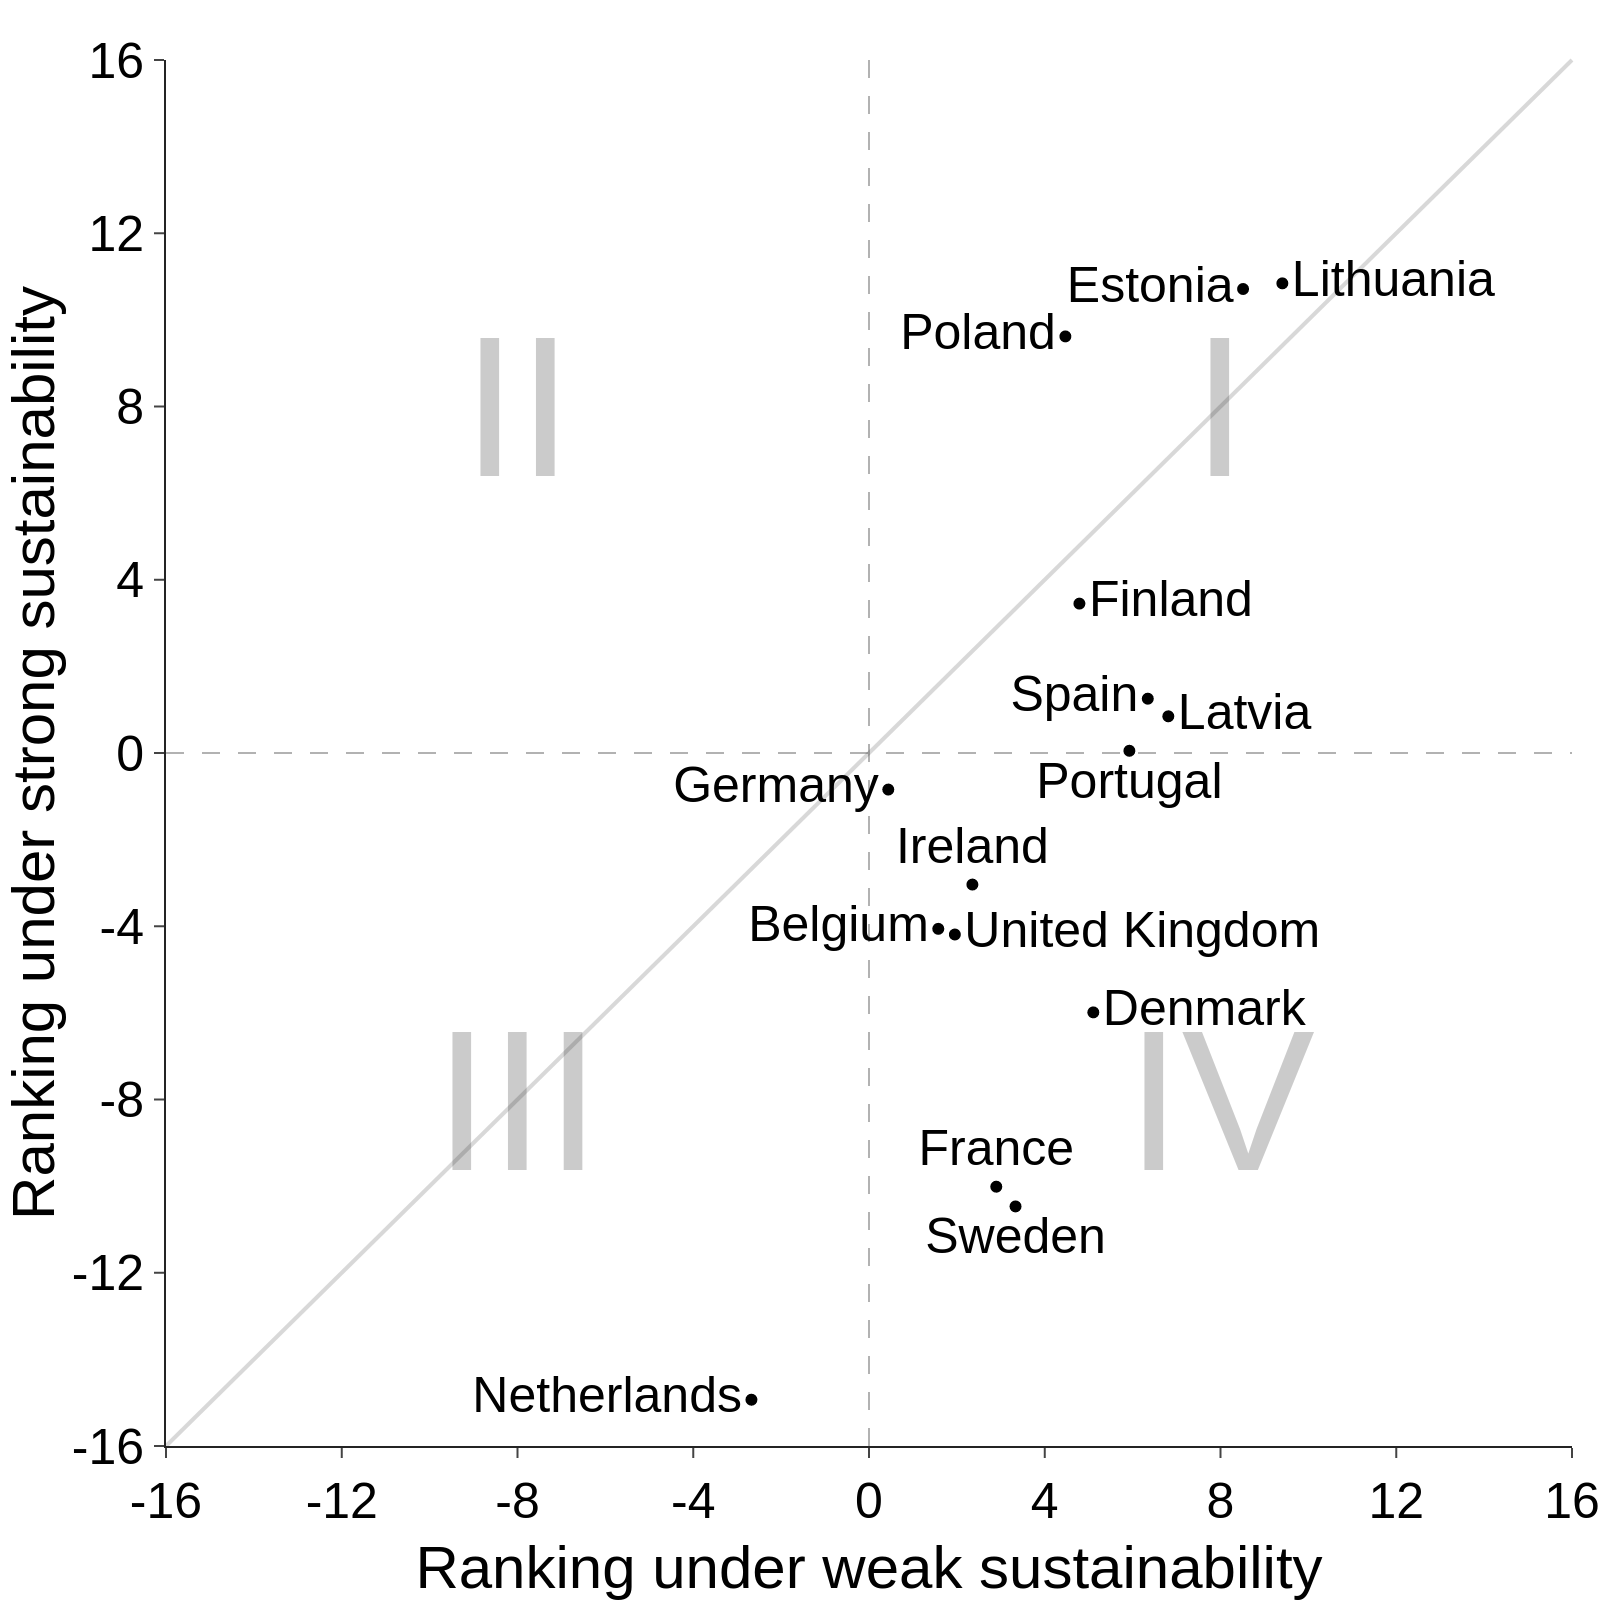 16
12
8
4
0
-4
-8
-12
-16
Ranking under strong sustainability
Estonia
Lithuania
Poland
II
I
Finland
Spain
Latvia
Portugal
Germany
Ireland
Belgium
United Kingdom
Denmark
III
IV
France
Sweden
Netherlands
-16 -12 -8 -4 0 4 8 12 16
Ranking under weak sustainability